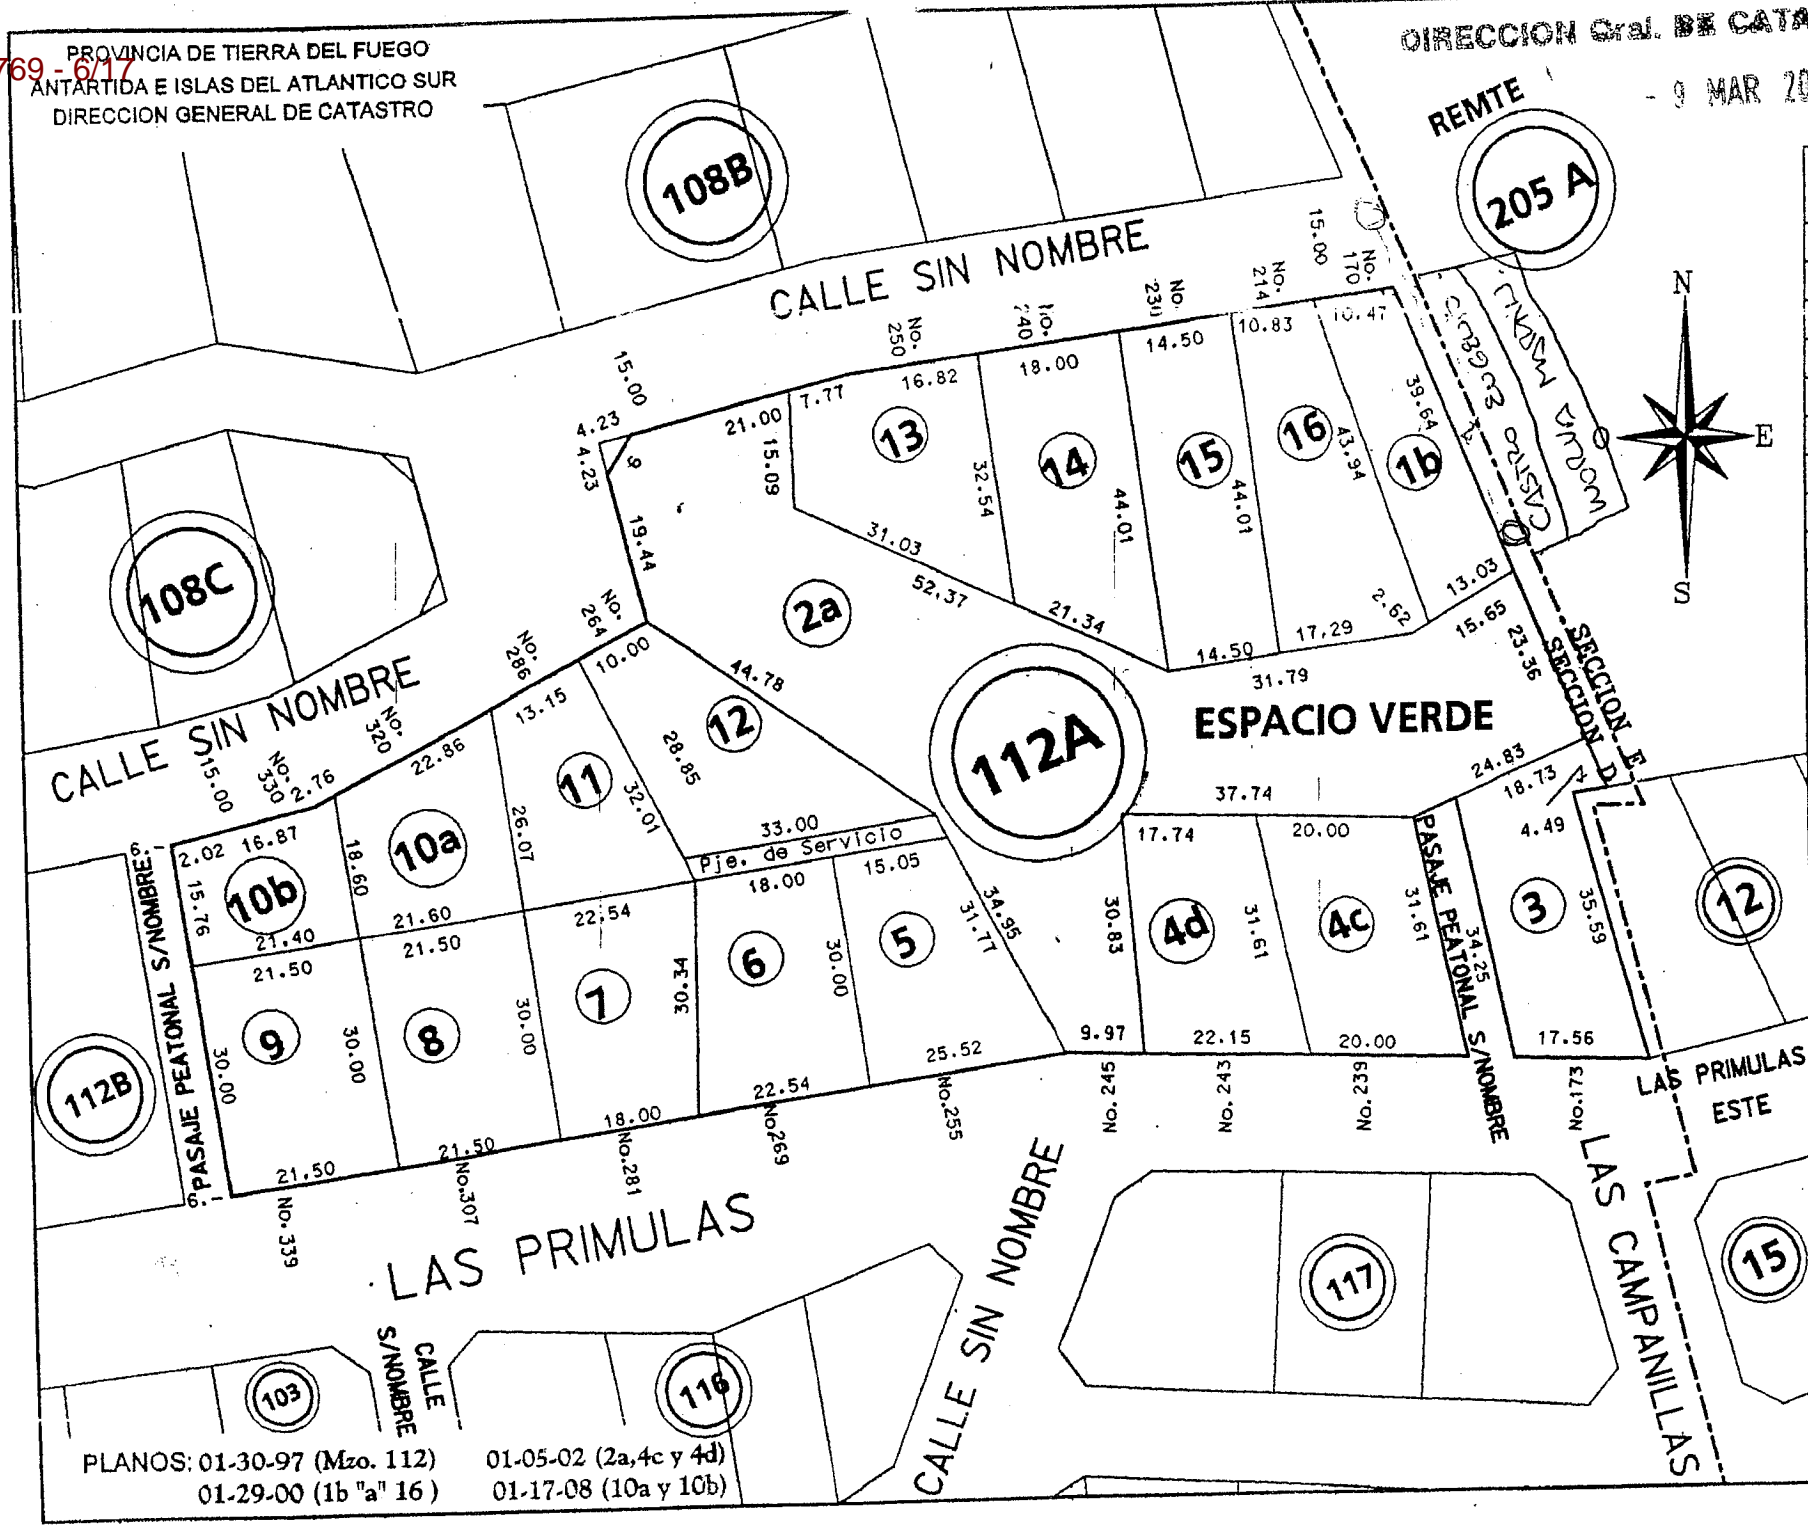 PROVINCIA DE TIERRA DEL FUEGO
769 - 6/17
ANTARTIDA E ISLAS DEL ATLANTICO SUR
DIRECCION GENERAL DE CATASTRO
DIRECCION Gral. DE CATA
- 9 MAR 20
REMTE
205 A
108B
CALLE SIN NOMBRE
15.00
No. 170
No. 214
No. 230
No. 240
No. 250
N
E
S
CASTRO
MARIA
15.00
4.23
4.23
21.00
7.77
16.82
18.00
14.50
10.83
10.47
15.09
13
14
15
16
1b
32.54
44.01
44.01
43.94
39.64
19.44
31.03
52.37
21.34
2a
14.50
17.29
2.62
13.03
15.65
23.36
31.79
108C
CALLE SIN NOMBRE
15.00
No. 264
No. 286
No. 320
No. 330
10.00
13.15
22.86
2.76
44.78
12
11
28.85
32.01
112A
ESPACIO VERDE
SECCION E
SECCION D
24.83
18.73
4.49
37.74
17.74
20.00
33.00
Pje. de Servicio
6.-
2.02
16.87
15.76
10b
18.60
10a
26.07
21.40
21.60
22.54
18.00
15.05
34.95
31.77
21.50
21.50
6
5
30.83
4d
31.61
4c
31.61
PASAJE PEATONAL S/NOMBRE
34.25
3
35.59
12
PASAJE PEATONAL S/NOMBRE
112B
9
8
7
30.00
30.00
30.00
30.34
30.00
9.97
22.15
20.00
17.56
25.52
22.54
18.00
21.50
21.50
6.-
No. 339
No.307
No.281
No.269
No.255
No. 245
No. 243
No. 239
No.173
LAS PRIMULAS
ESTE
LAS PRIMULAS
CALLE SIN NOMBRE
LAS CAMPANILLAS
117
15
103
CALLE
S/NOMBRE
116
PLANOS: 01-30-97 (Mzo. 112) 01-05-02 (2a,4c y 4d)
01-29-00 (1b "a" 16 ) 01-17-08 (10a y 10b)